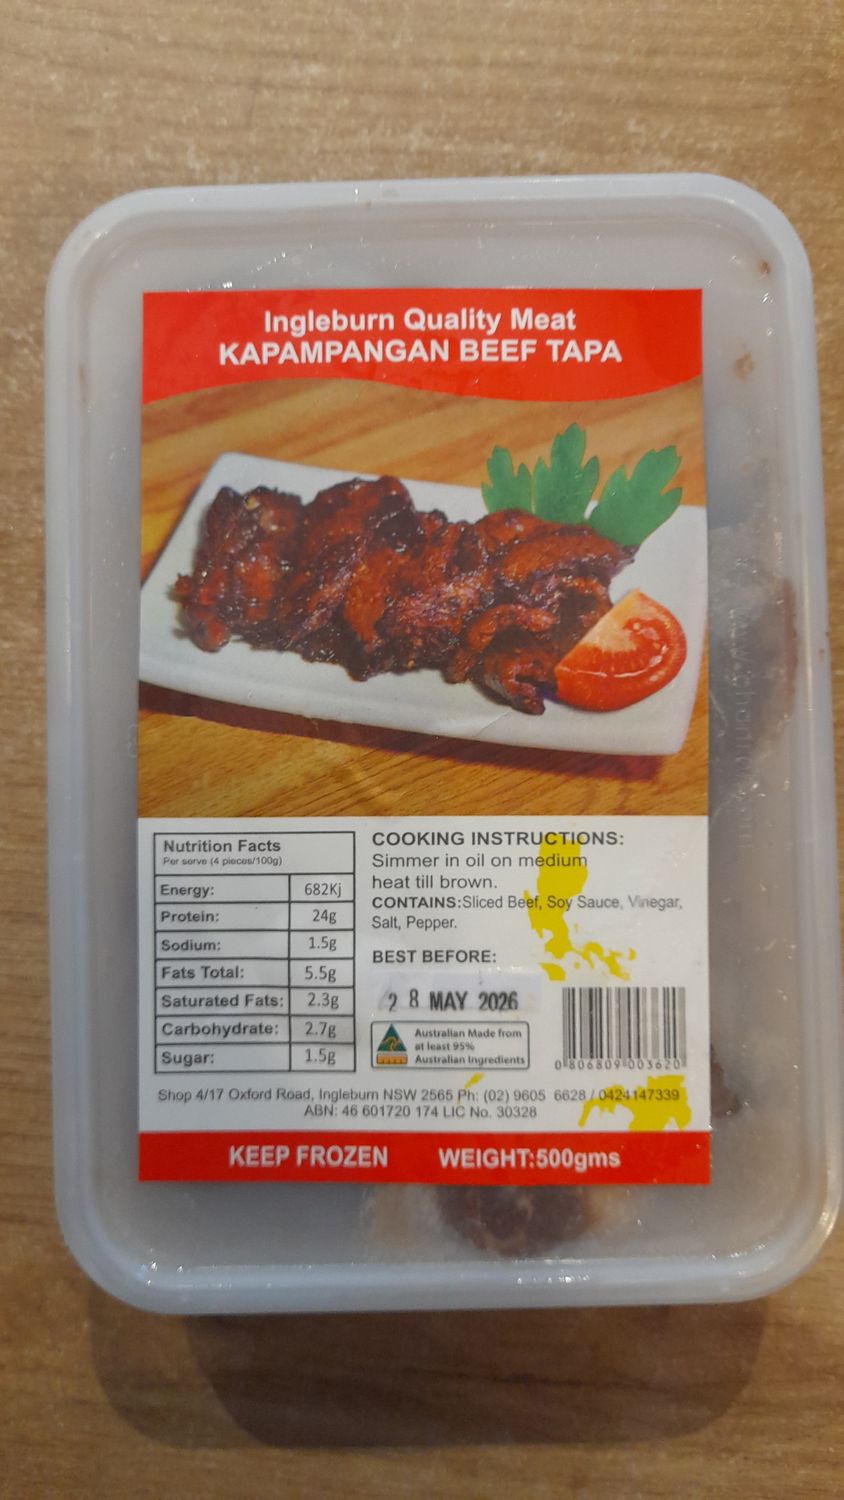 Ingleburn Quality Meat
KAPAMPANGAN BEEF TAPA
Nutrition Facts
Per serve (4 pieces/100g)
Energy: 682Kj
Protein: 24g
Sodium: 1.5g
Fats Total: 5.5g
Saturated Fats: 2.3g
Carbohydrate: 2.7g
Sugar: 1.5g
COOKING INSTRUCTIONS:
Simmer in oil on medium
heat till brown.
CONTAINS:Sliced Beef, Soy Sauce, Vinegar,
Salt, Pepper.
BEST BEFORE:
28 MAY 2026
Australian Made from
at least 95%
Australian Ingredients
0 806809 003620
Shop 4/17 Oxford Road, Ingleburn NSW 2565 Ph: (02) 9605 6628 / 0424147339
ABN: 46 601720 174 LIC No. 30328
KEEP FROZEN WEIGHT:500gms